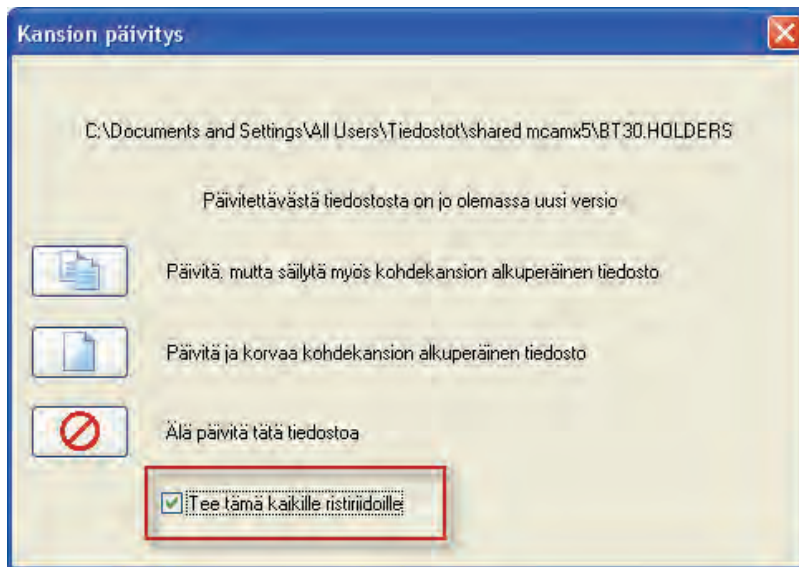 Kansion päivitys
C:\Documents and Settings\All Users\Tiedostot\shared mcamx5\BT30.HOLDERS
Päivitettävästä tiedostosta on jo olemassa uusi versio
Päivitä, mutta säilytä myös kohdekansion alkuperäinen tiedosto
Päivitä ja korvaa kohdekansion alkuperäinen tiedosto
Älä päivitä tätä tiedostoa
Tee tämä kaikille ristiriidoille